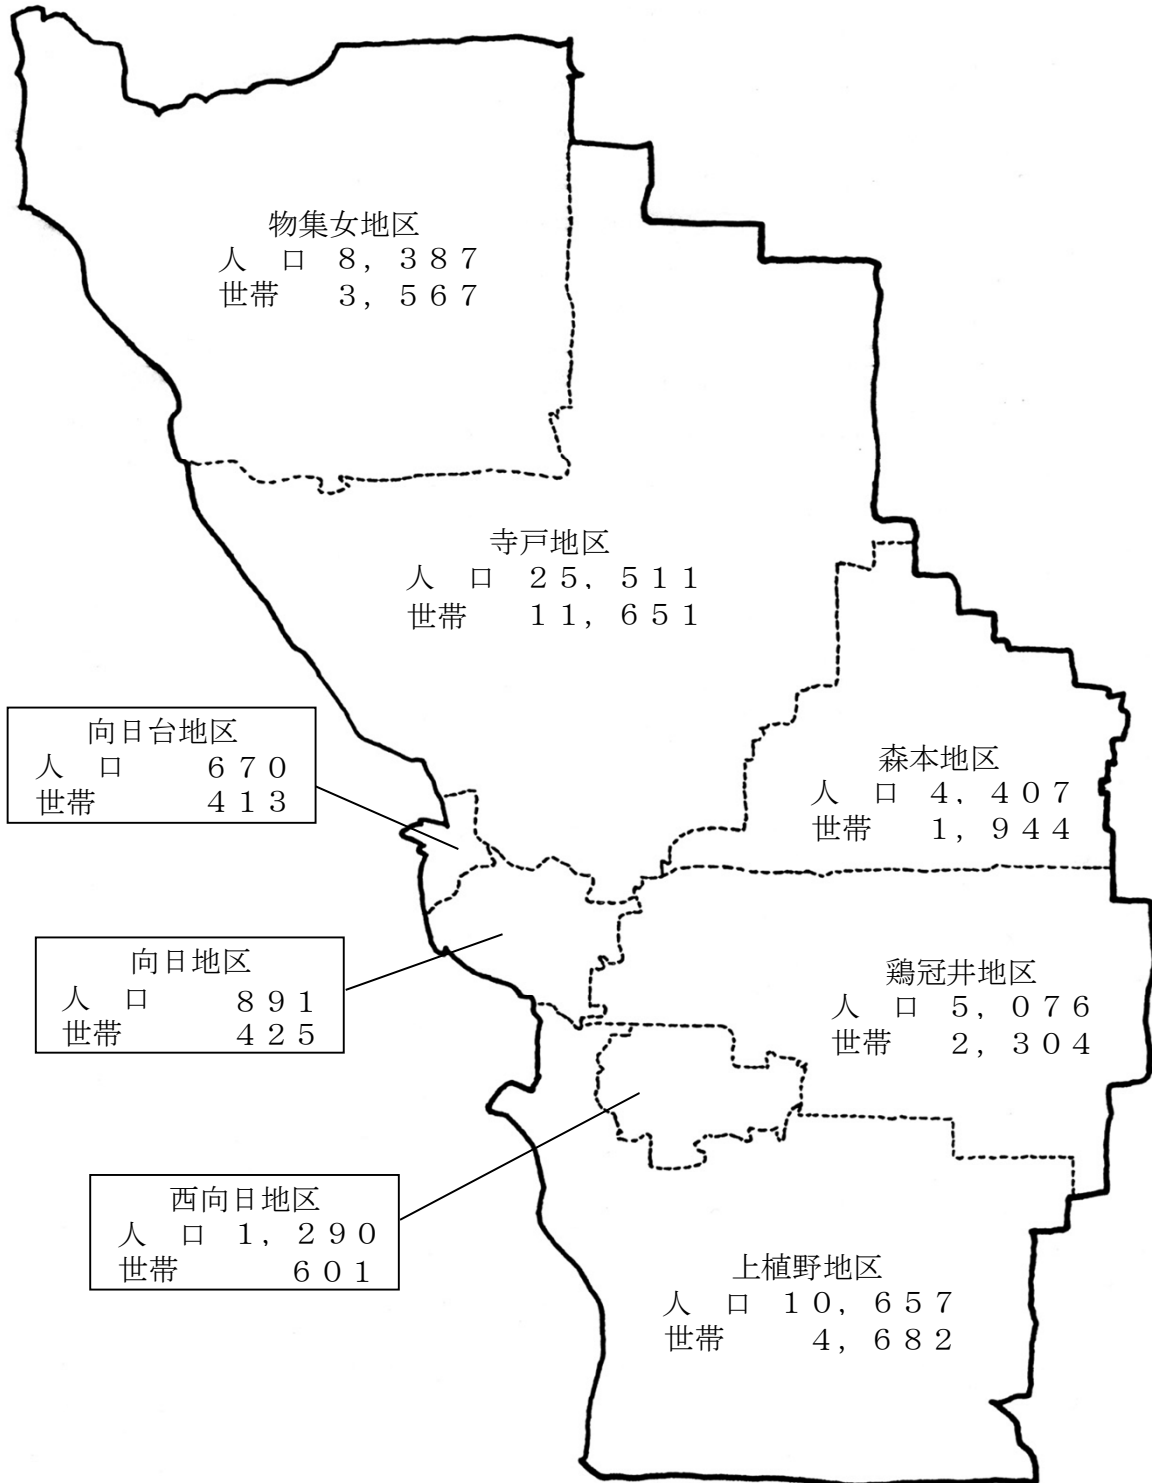 物集女地区
人　口　８，３８７
世帯　　３，５６７
寺戸地区
人　口　２５，５１１
世帯　　１１，６５１
向日台地区
人　口　　６７０
世帯　　　４１３
森本地区
人　口　４，４０７
世帯　　１，９４４
向日地区
人　口　　８９１
世帯　　　４２５
鶏冠井地区
人　口　５，０７６
世帯　　２，３０４
西向日地区
人　口　１，２９０
世帯　　　６０１
上植野地区
人　口　１０，６５７
世帯　　　４，６８２